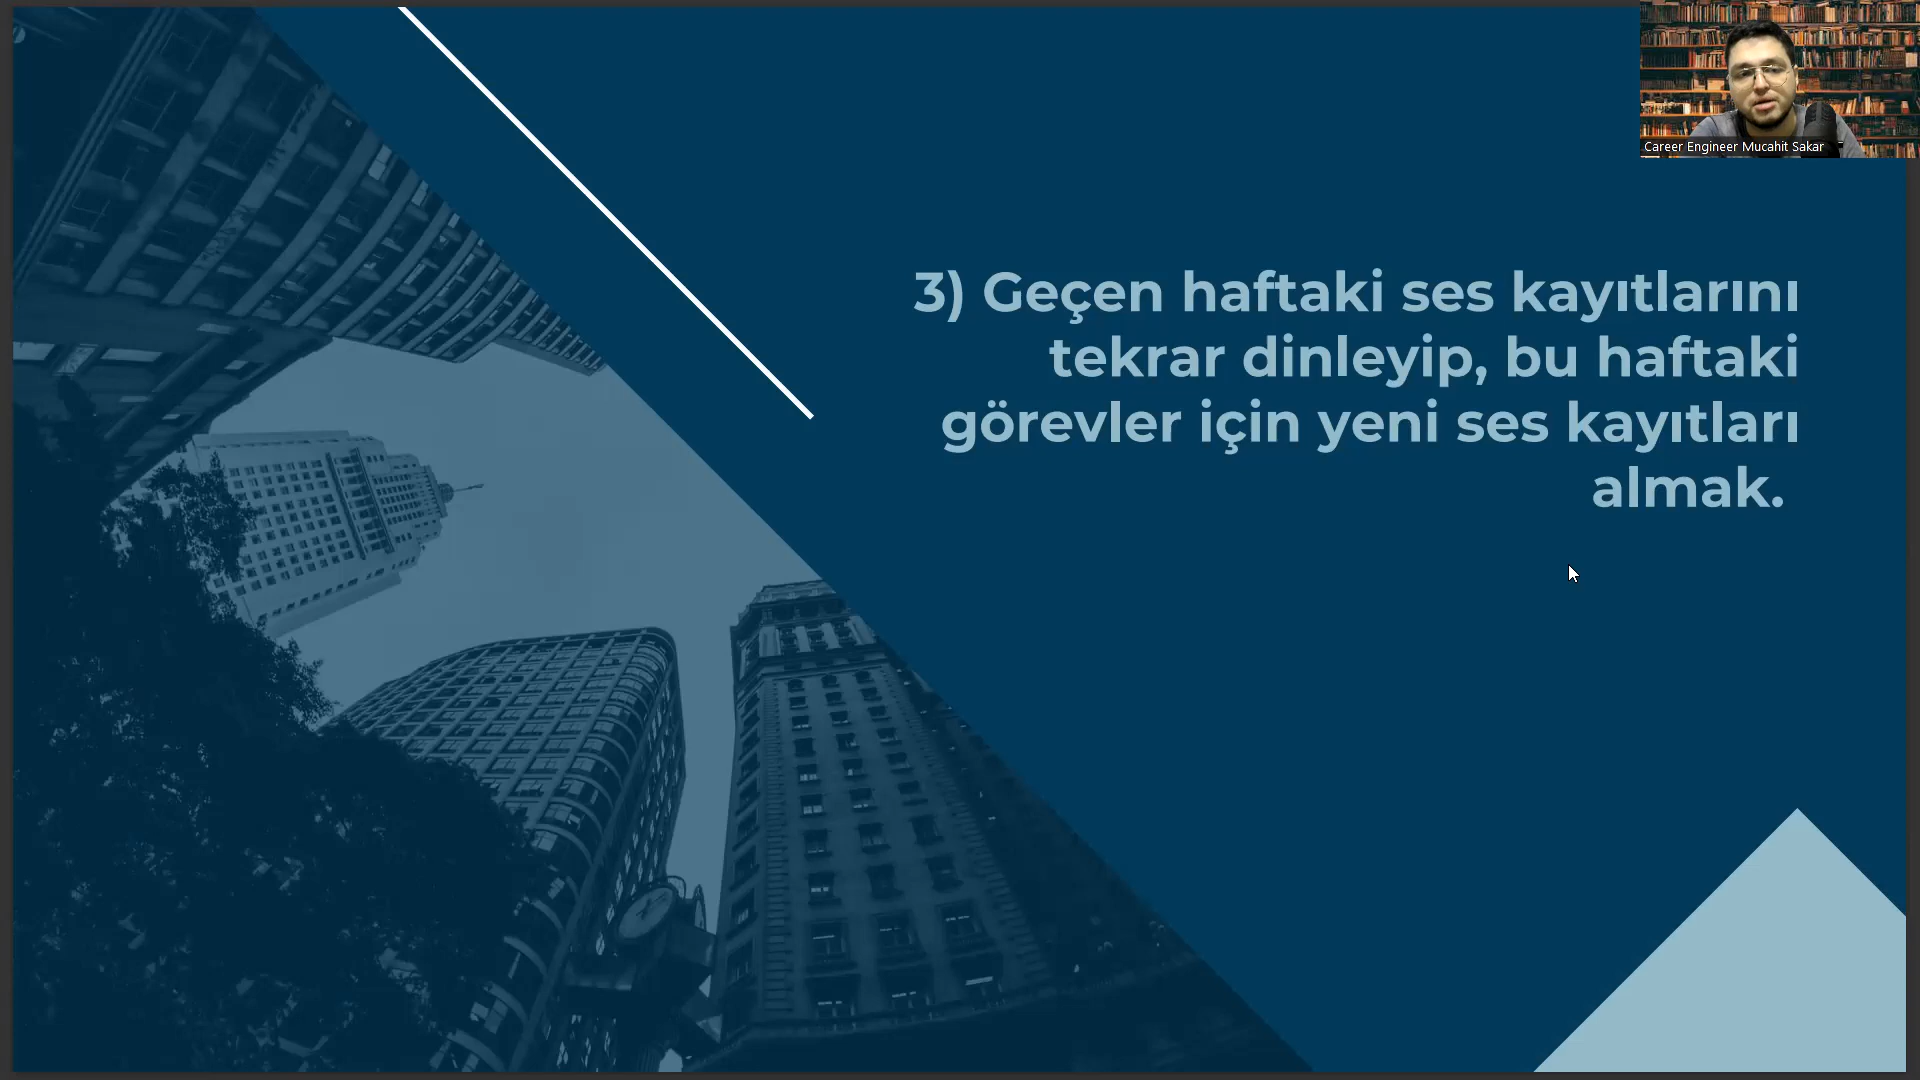 Career Engineer Mucahit Sakar
3) Geçen haftaki ses kayıtlarını
tekrar dinleyip, bu haftaki
görevler için yeni ses kayıtları
almak.